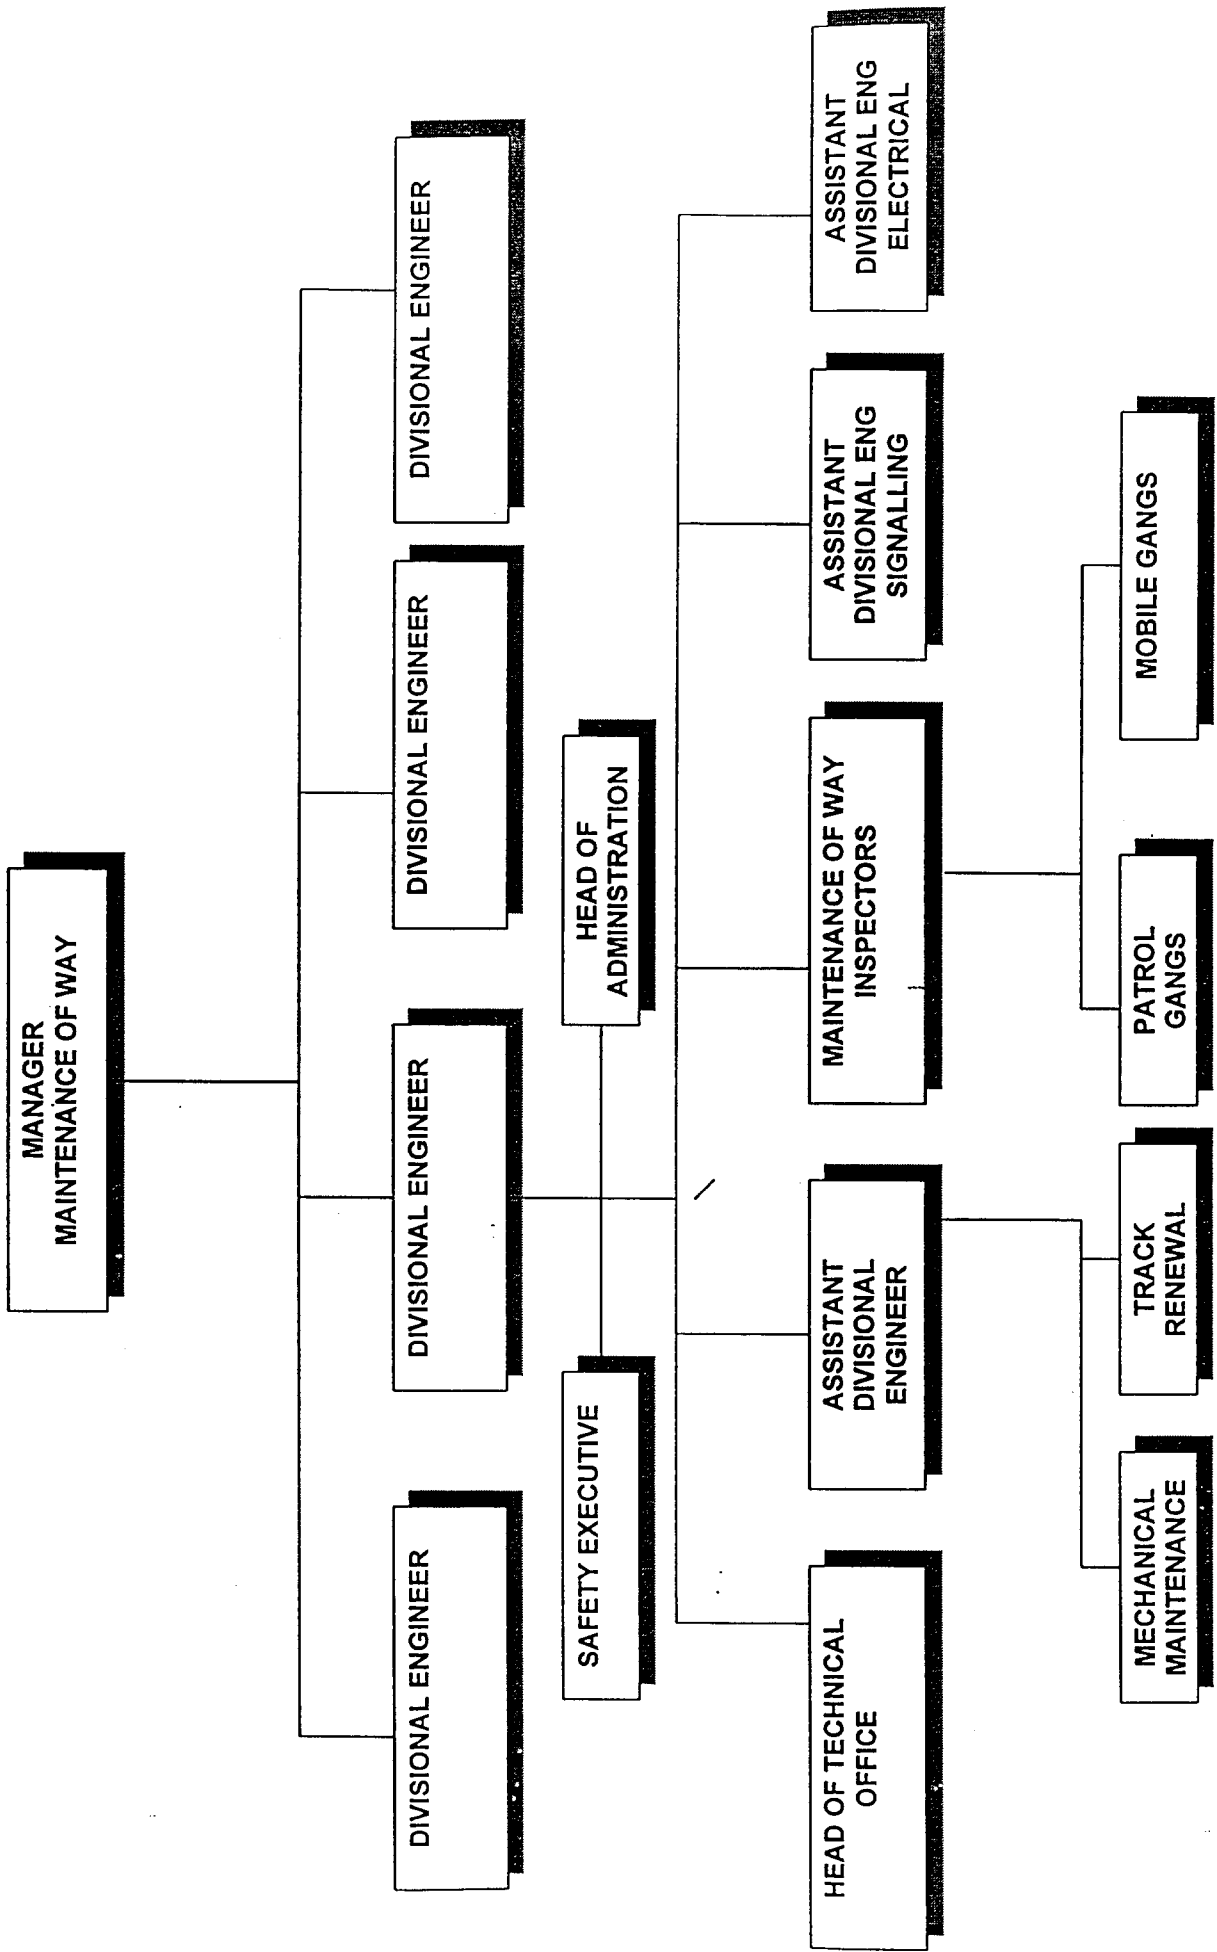 MANAGER
MAINTENANCE OF WAY
DIVISIONAL ENGINEER
DIVISIONAL ENGINEER
DIVISIONAL ENGINEER
DIVISIONAL ENGINEER
SAFETY EXECUTIVE
HEAD OF
ADMINISTRATION
HEAD OF TECHNICAL
OFFICE
ASSISTANT
DIVISIONAL
ENGINEER
MAINTENANCE OF WAY
INSPECTORS
ASSISTANT
DIVISIONAL ENG
SIGNALLING
ASSISTANT
DIVISIONAL ENG
ELECTRICAL
MECHANICAL
MAINTENANCE
TRACK
RENEWAL
PATROL
GANGS
MOBILE GANGS